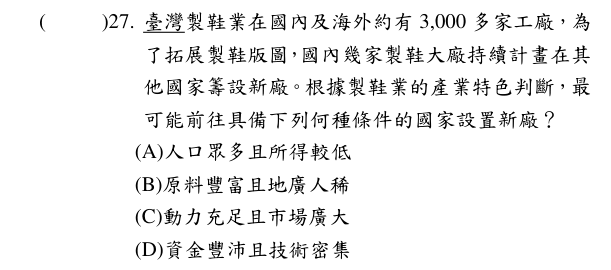 (　　)27. 臺灣製鞋業在國內及海外約有 3,000 多家工廠，為
了拓展製鞋版圖，國內幾家製鞋大廠持續計畫在其
他國家籌設新廠。根據製鞋業的產業特色判斷，最
可能前往具備下列何種條件的國家設置新廠？
(A)人口眾多且所得較低
(B)原料豐富且地廣人稀
(C)動力充足且市場廣大
(D)資金豐沛且技術密集